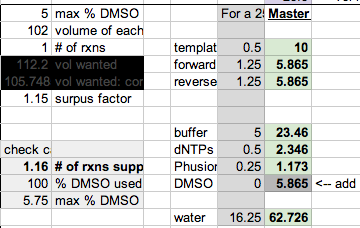 5 max % DMSO For a 25 Master
102 volume of each
1 # of rxns templat 0.5 10
112.2 vol wanted forward 1.25 5.865
105.748 vol wanted: cor reverse 1.25 5.865
1.15 surpus factor
buffer 5 23.46
check ca dNTPs 0.5 2.346
1.16 # of rxns supp Phusion 0.25 1.173
100 % DMSO used DMSO 0 5.865 <-- add
5.75 max % DMSO
water 16.25 62.726